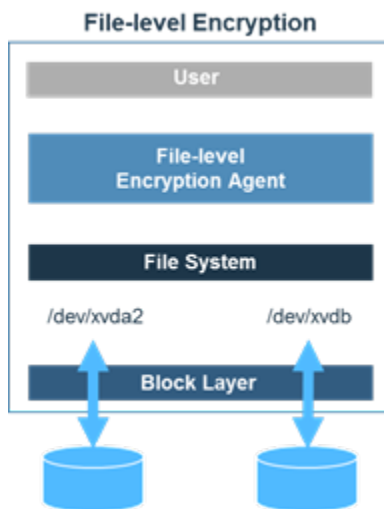 File-level Encryption
User
File-level
Encryption Agent
File System
/dev/xvda2 /dev/xvdb
Block Layer